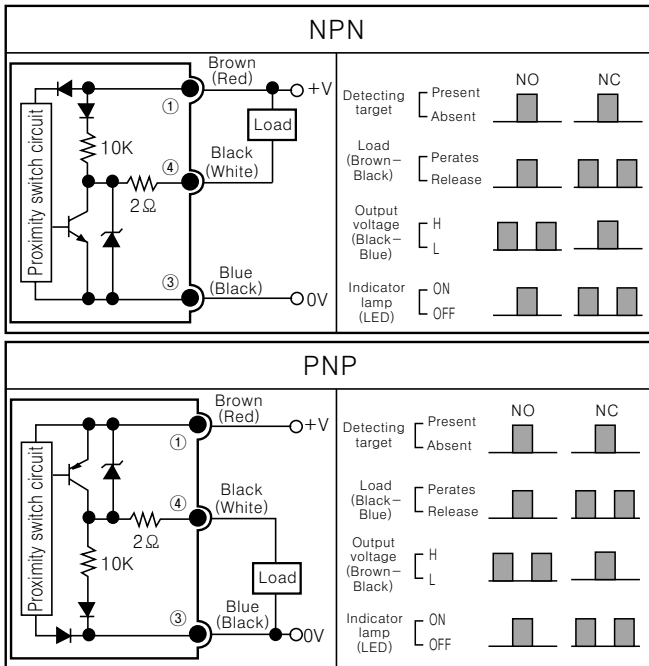 NPN
Proximity switch circuit
10K
2Ω
①
④
③
Brown
(Red)
Black
(White)
Blue
(Black)
Load
+V
0V
NO NC
Detecting
target
Present
Absent
Load
(Brown-
Black)
Perates
Release
Output
voltage
(Black-
Blue)
H
L
Indicator
lamp
(LED)
ON
OFF
PNP
Proximity switch circuit
10K
2Ω
①
④
③
Brown
(Red)
Black
(White)
Blue
(Black)
Load
+V
0V
NO NC
Detecting
target
Present
Absent
Load
(Black-
Blue)
Perates
Release
Output
voltage
(Brown-
Black)
H
L
Indicator
lamp
(LED)
ON
OFF